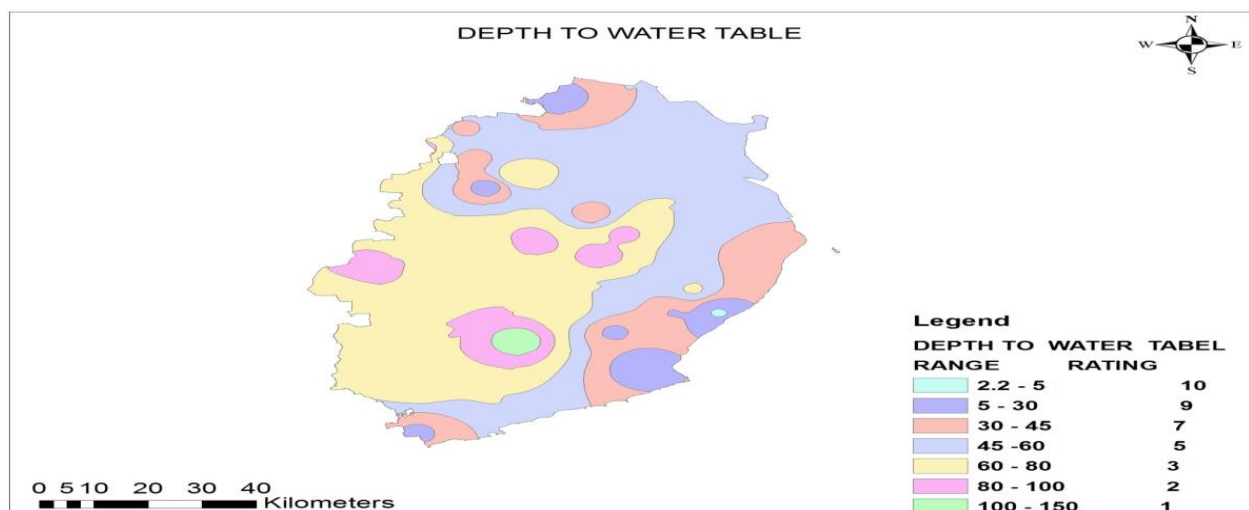 DEPTH TO WATER TABLE
N
W E
S
Legend
DEPTH TO WATER TABEL
RANGE RATING
2.2 - 5 10
5 - 30 9
30 - 45 7
45 -60 5
60 - 80 3
80 - 100 2
100 - 150 1
0 5 10 20 30 40
Kilometers